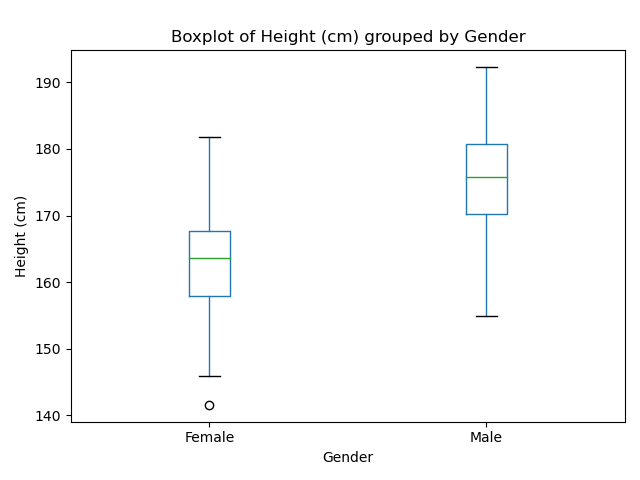 Boxplot of Height (cm) grouped by Gender
190
180
170
160
150
140
Height (cm)
Female Male
Gender